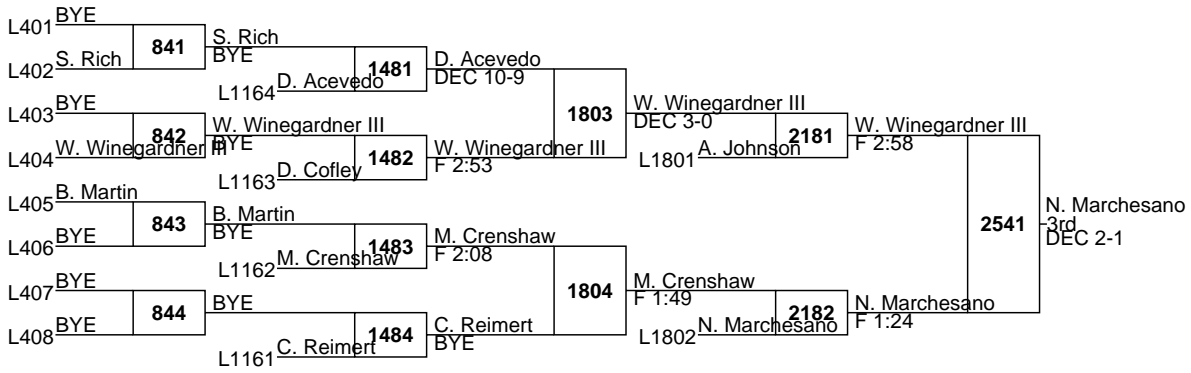 L401 BYE
841
S. Rich
BYE
L402 S. Rich
1481
D. Acevedo
DEC 10-9
L1164 D. Acevedo
L403 BYE
842
W. Winegardner III
BYE
L404 W. Winegardner III
1482
W. Winegardner III
F 2:53
L1163 D. Cofley
1803
W. Winegardner III
DEC 3-0
L1801 A. Johnson
2181
W. Winegardner III
F 2:58
L405 B. Martin
843
B. Martin
BYE
L406 BYE
1483
M. Crenshaw
F 2:08
L1162 M. Crenshaw
L407 BYE
844
BYE
L408 BYE
1484
C. Reimert
BYE
L1161 C. Reimert
1804
M. Crenshaw
F 1:49
L1802 N. Marchesano
2182
N. Marchesano
F 1:24
2541
N. Marchesano
3rd
DEC 2-1